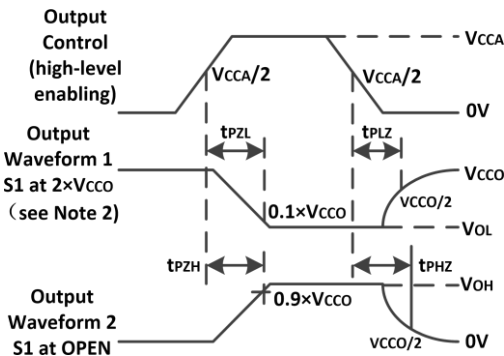 Output
Control
(high-level
enabling)
VCCA
VCCA/2
VCCA/2
0V
Output
Waveform 1
S1 at 2×VCCO
（see Note 2)
tPZL
tPLZ
VCCO
VCCO/2
0.1×VCCO
VOL
tPZH
tPHZ
VOH
Output
Waveform 2
S1 at OPEN
0.9×VCCO
VCCO/2
0V